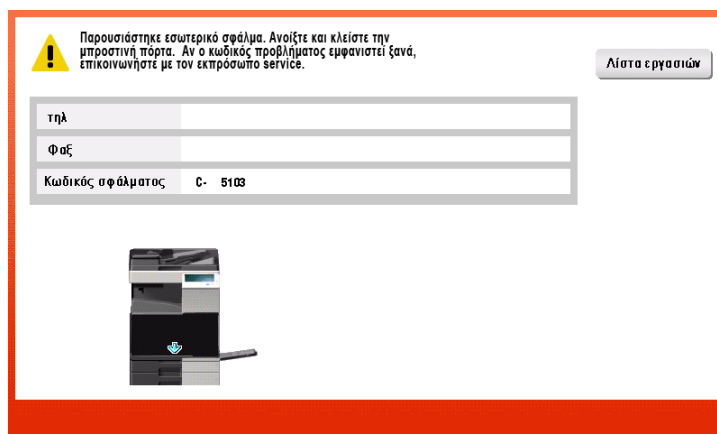 Παρουσιάστηκε εσωτερικό σφάλμα. Ανοίξτε και κλείστε την
μπροστινή πόρτα. Αν ο κωδικός προβλήματος εμφανιστεί ξανά,
επικοινωνήστε με τον εκπρόσωπο service.
Λίστα εργασιών
τηλ
Φαξ
Κωδικός σφάλματος C- 5103